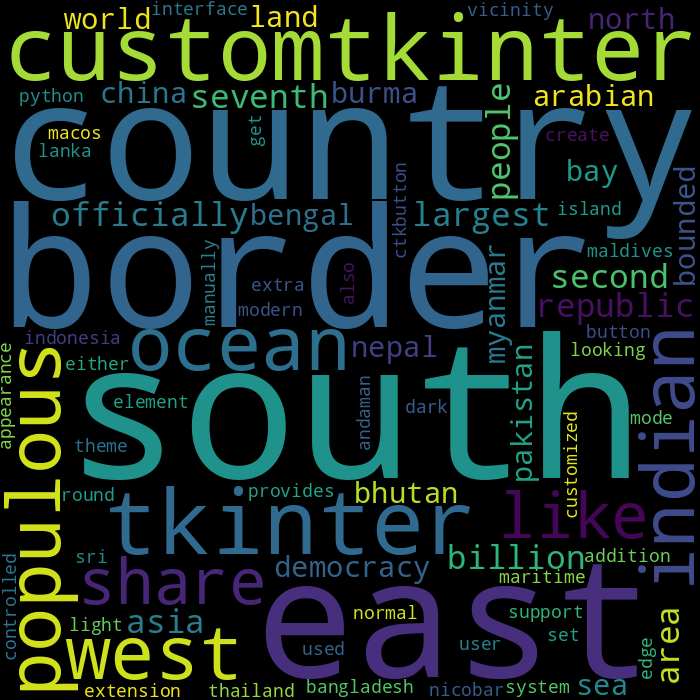 world
interface
land
vicinity
north
customtkinter
python
china
seventh
burma
arabian
country
macos
lanka
get
people
create
bay
bounded
officially
bengal
ctkbutton
largest
island
border
manually
extra
also
modern
myanmar
maldives
second
republic
indonesia
ocean
nepal
button
looking
either
appearance
populous
south
element
andaman
dark
pakistan
customized
mode
indian
theme
round
provides
bhutan
tkinter
like
sri
democracy
billion
addition
controlled
share
maritime
east
light
asia
normal
support
area
west
used
user
set
edge
extension
thailand
bangladesh
nicobar
system
sea